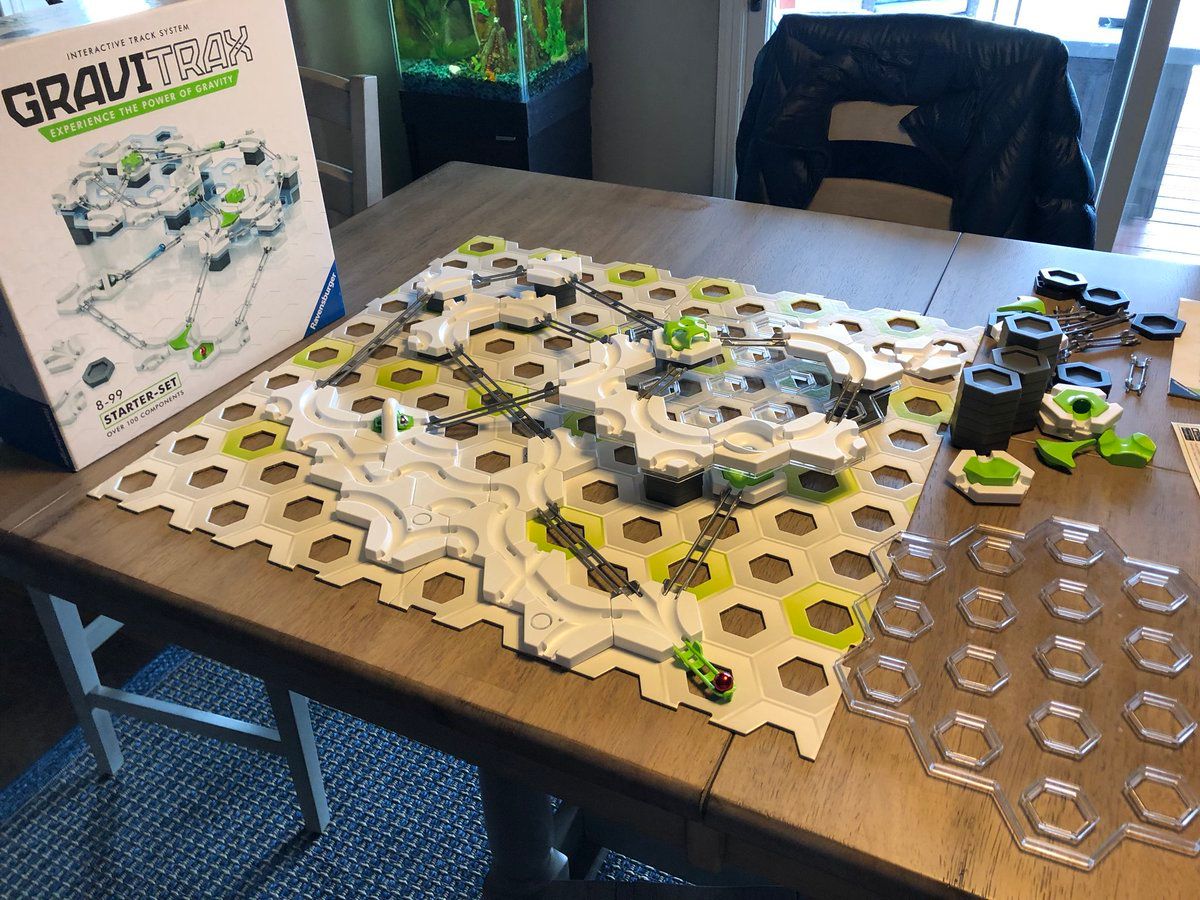 INTERACTIVE TRACK SYSTEM
GRAVITRAX
EXPERIENCE THE POWER OF GRAVITY
Ravensburger
8-99
STARTER-SET
OVER 100 COMPONENTS